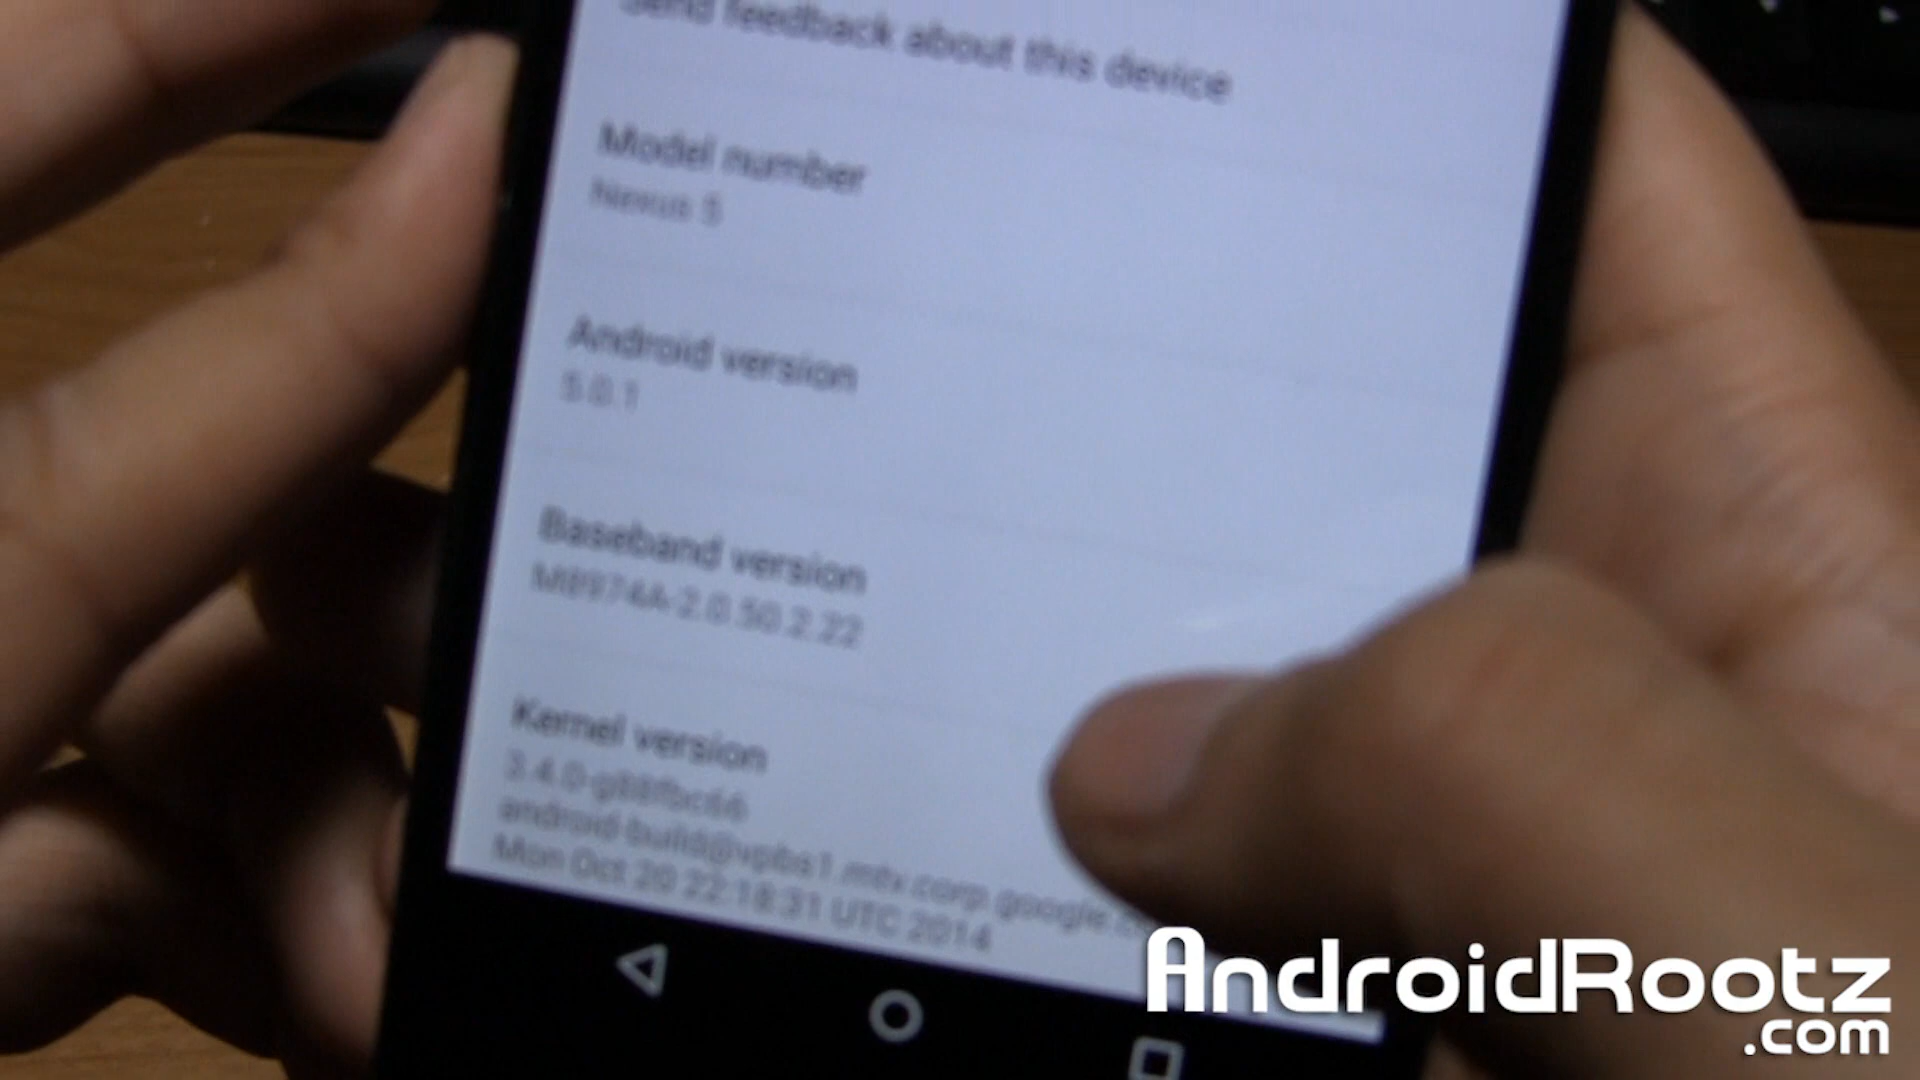 Send feedback about this device
Model number
Nexus 5
Android version
5.0.1
Baseband version
M8974A-2.0.50.2.22
Kernel version
3.4.0-g88fbc66
android-build@vpbs1.mtv.corp.google.
Mon Oct 20 22:18:31 UTC 2014
AndroidRootz
.com